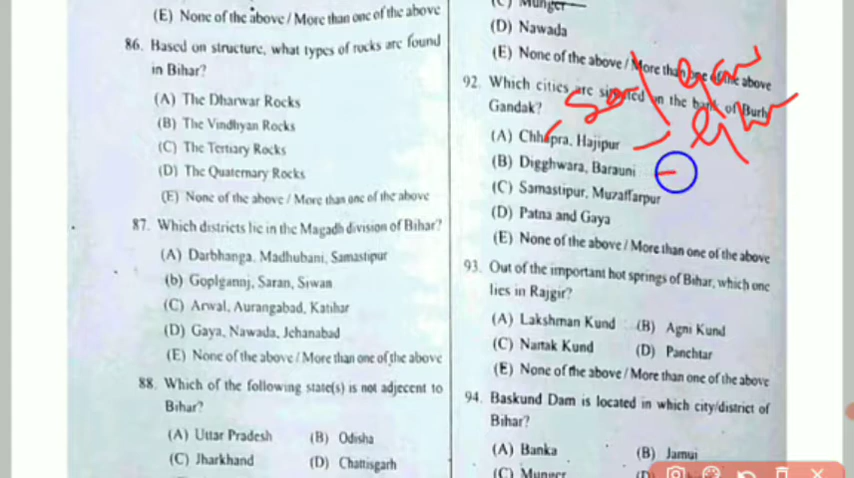 (E) None of the above / More than one of the above
86. Based on structure, what types of rocks are found
in Bihar?
(A) The Dharwar Rocks
(B) The Vindhyan Rocks
(C) The Tertiary Rocks
(D) The Quaternary Rocks
(E) None of the above / More than one of the above
87. Which districts lie in the Magadh division of Bihar?
(A) Darbhanga, Madhubani, Samastipur
(b) Goplgannj, Saran, Siwan
(C) Arwal, Aurangabad, Katihar
(D) Gaya, Nawada, Jehanabad
(E) None of the above / More than one of the above
88. Which of the following state(s) is not adjecent to
Bihar?
(A) Uttar Pradesh (B) Odisha
(C) Jharkhand (D) Chattisgarh
(C) Munger
(D) Nawada
(E) None of the above / More than one of the above
92. Which cities are situated on the bank of Burh
Gandak?
(A) Chhapra, Hajipur
(B) Digghwara, Barauni
(C) Samastipur, Muzaffarpur
(D) Patna and Gaya
(E) None of the above / More than one of the above
93. Out of the important hot springs of Bihar, which one
lies in Rajgir?
(A) Lakshman Kund (B) Agni Kund
(C) Nartak Kund (D) Panchtar
(E) None of the above / More than one of the above
94. Baskund Dam is located in which city/district of
Bihar?
(A) Banka (B) Jamui
(C) Munger